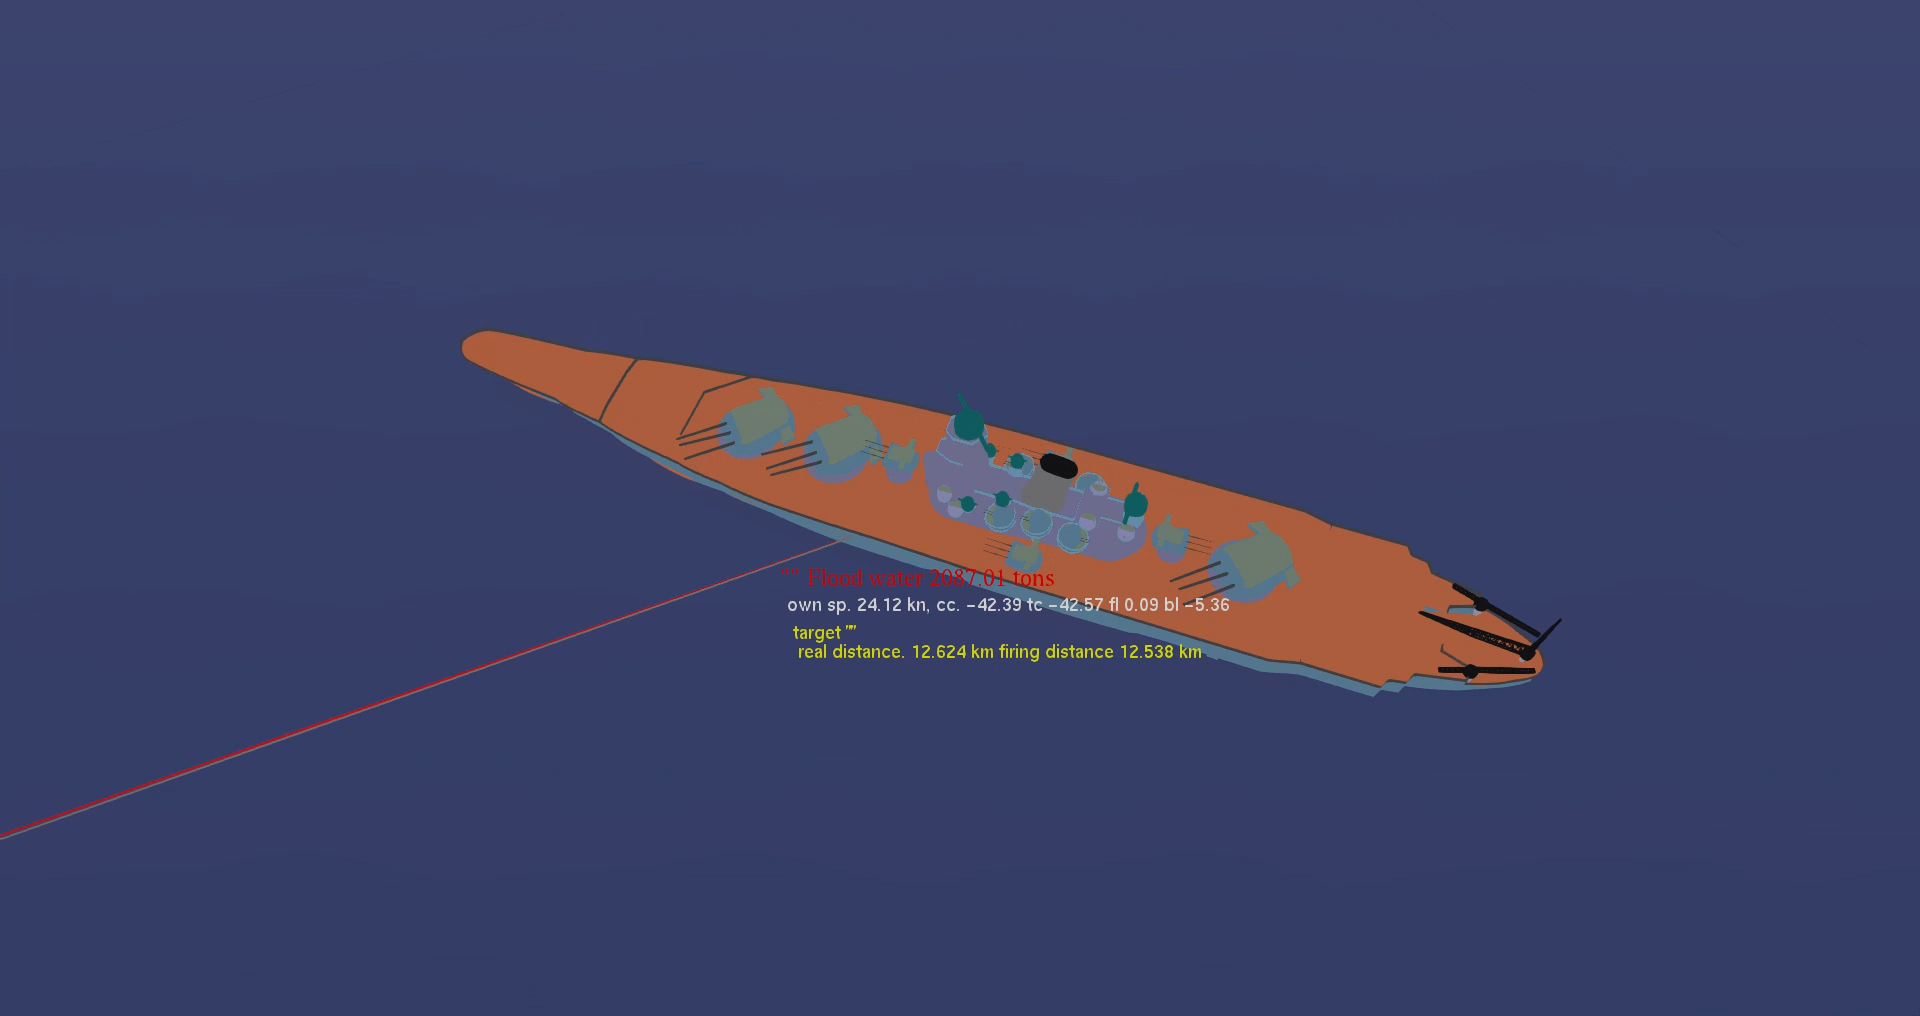 "" Flood water 2087.01 tons
own sp. 24.12 kn, cc. −42.39 tc −42.57 fl 0.09 bl −5.36
target ""
real distance. 12.624 km firing distance 12.538 km